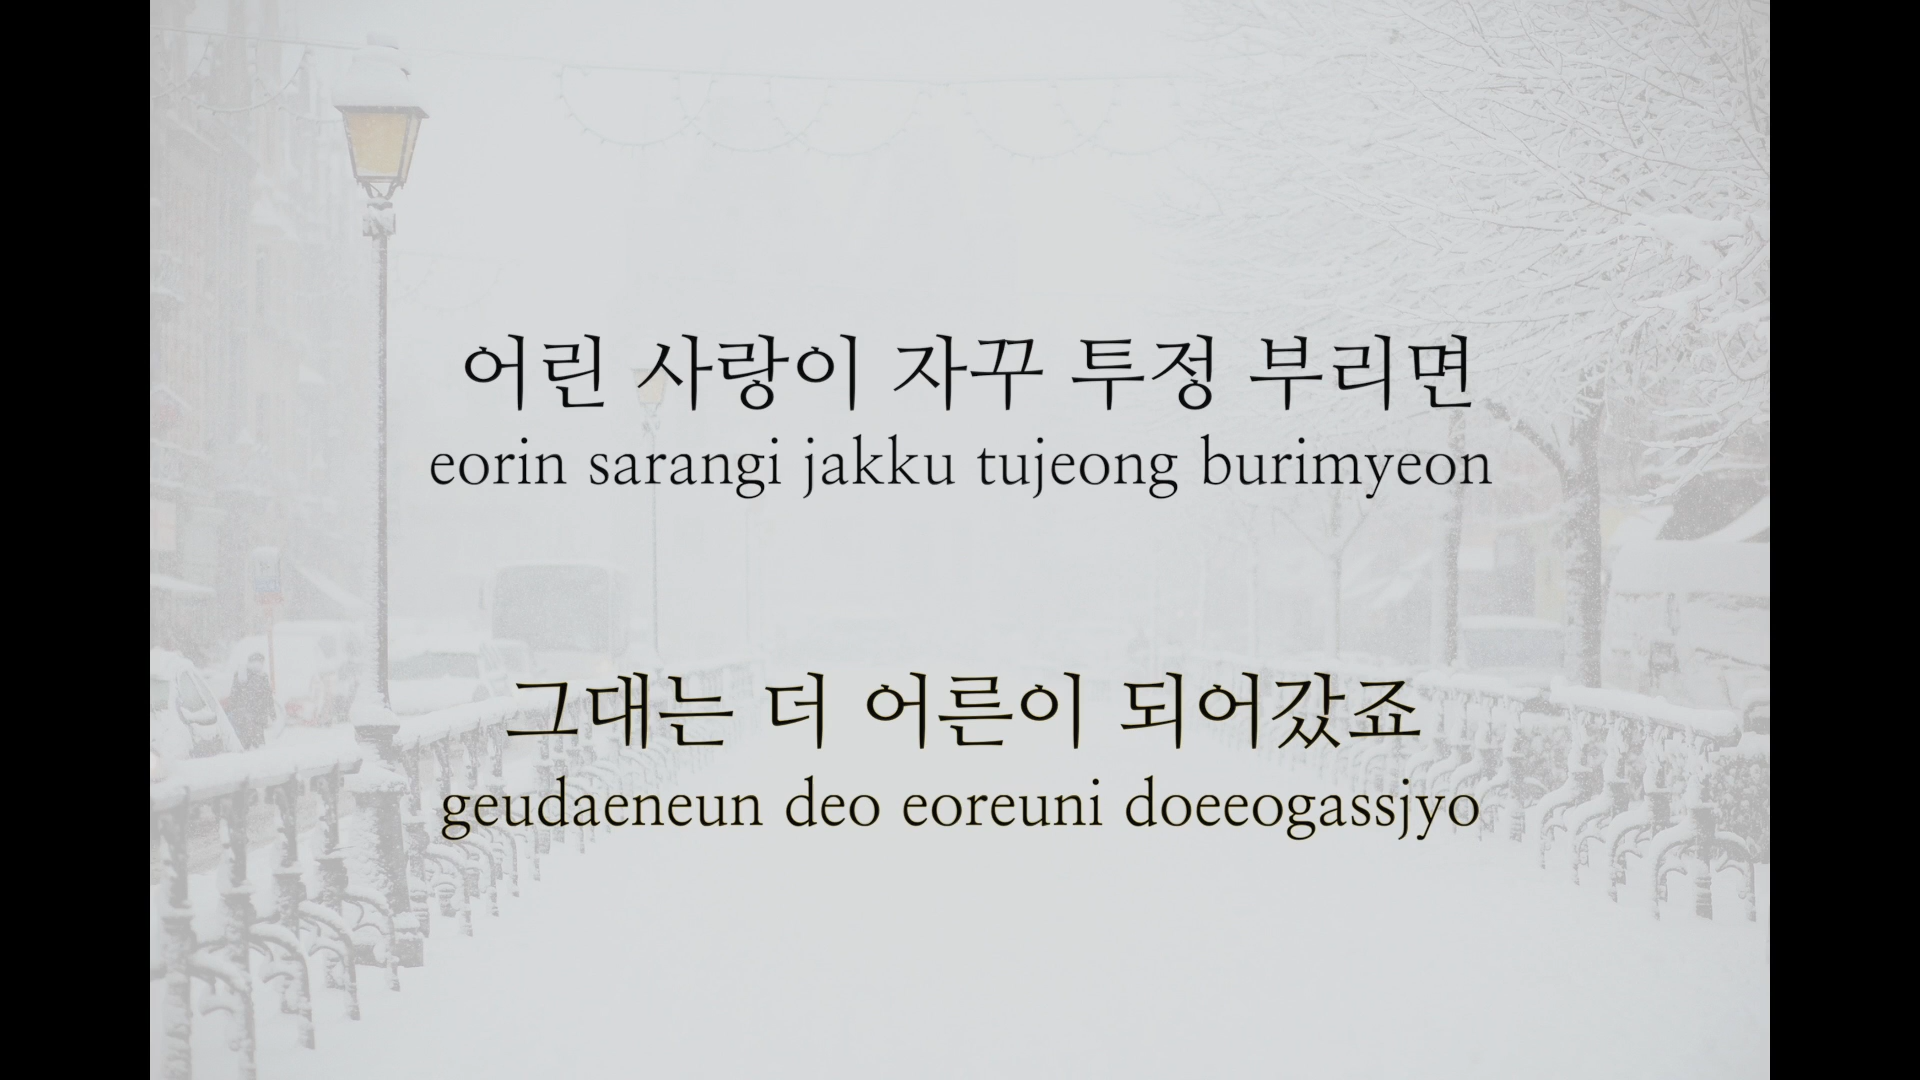 어린 사랑이 자꾸 투정 부리면
eorin sarangi jakku tujeong burimyeon
그대는 더 어른이 되어갔죠
geudaeneun deo eoreuni doeeogassjyo